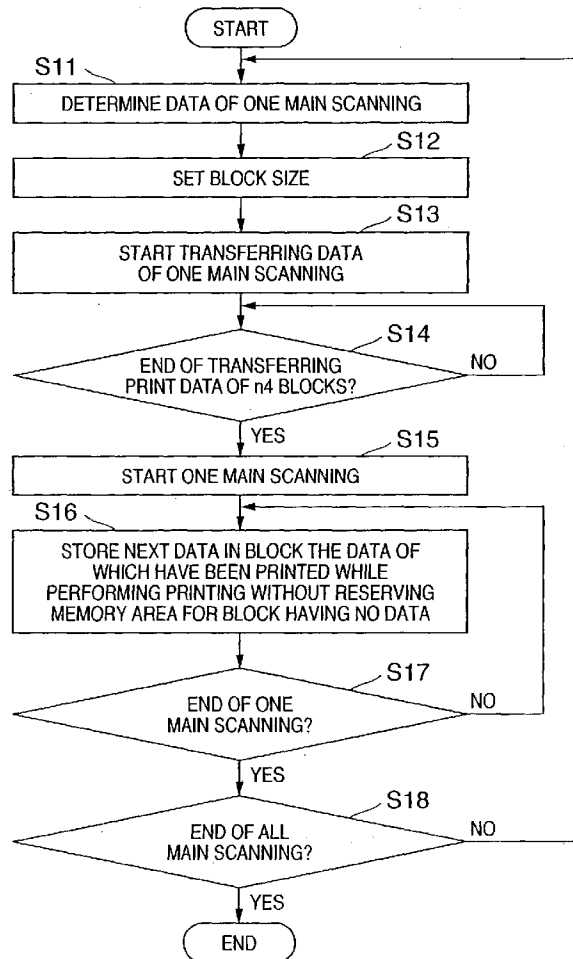 START
S11
DETERMINE DATA OF ONE MAIN SCANNING
S12
SET BLOCK SIZE
S13
START TRANSFERRING DATA
OF ONE MAIN SCANNING
S14
END OF TRANSFERRING
PRINT DATA OF n4 BLOCKS?
NO
YES
S15
START ONE MAIN SCANNING
S16
STORE NEXT DATA IN BLOCK THE DATA OF
WHICH HAVE BEEN PRINTED WHILE
PERFORMING PRINTING WITHOUT RESERVING
MEMORY AREA FOR BLOCK HAVING NO DATA
S17
END OF ONE
MAIN SCANNING?
NO
YES
S18
END OF ALL
MAIN SCANNING?
NO
YES
END